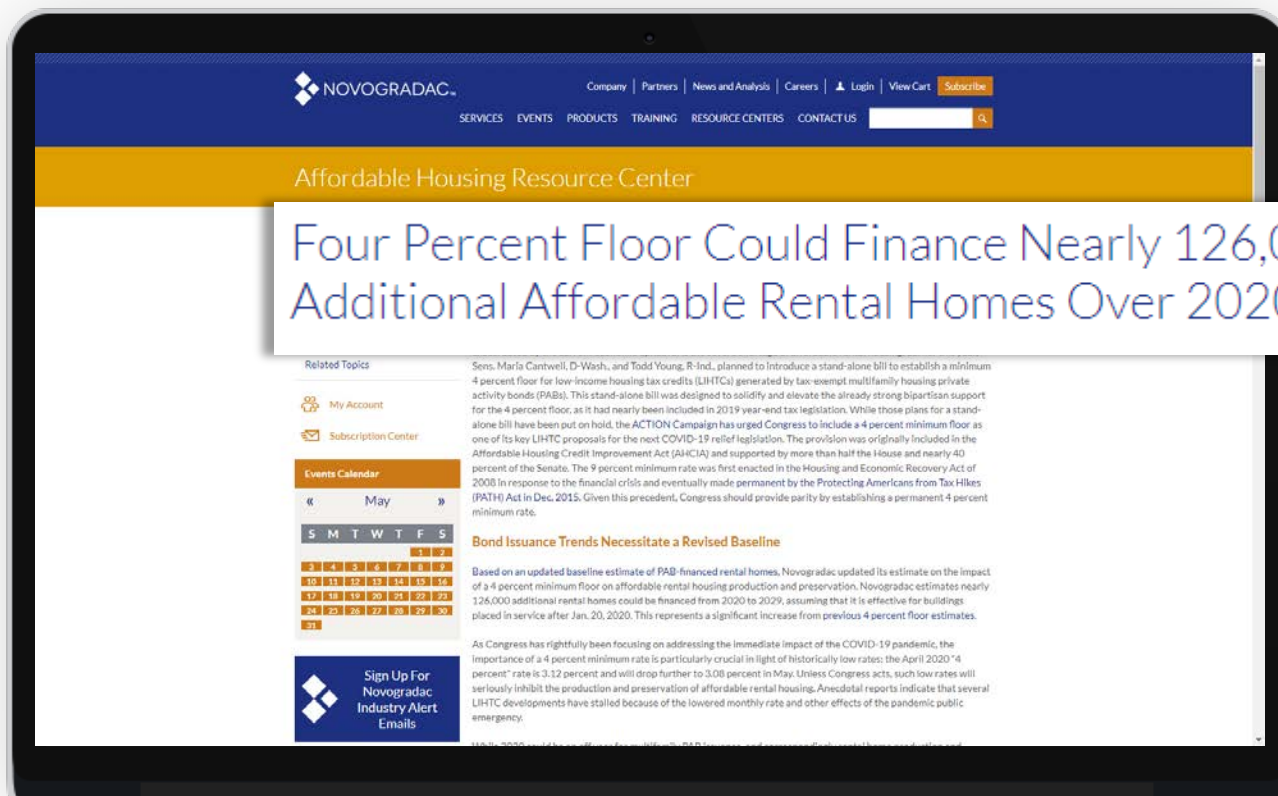 NOVOGRADAC
Company | Partners | News and Analysis | Careers | Login | View Cart Subscribe
SERVICES EVENTS PRODUCTS TRAINING RESOURCE CENTERS CONTACT US
Affordable Housing Resource Center
Four Percent Floor Could Finance Nearly 126,0
Additional Affordable Rental Homes Over 2020
Related Topics
My Account
Subscription Center
Events Calendar
« May »
S M T W T F S
1 2
3 4 5 6 7 8 9
10 11 12 13 14 15 16
17 18 19 20 21 22 23
24 25 26 27 28 29 30
31
Sign Up For
Novogradac
Industry Alert
Emails
Sens. Maria Cantwell, D-Wash., and Todd Young, R-Ind., planned to introduce a stand-alone bill to establish a minimum
4 percent floor for low-income housing tax credits (LIHTCs) generated by tax-exempt multifamily housing private
activity bonds (PABs). This stand-alone bill was designed to solidify and elevate the already strong bipartisan support
for the 4 percent floor, as it had nearly been included in 2019 year-end tax legislation. While those plans for a stand-
alone bill have been put on hold, the ACTION Campaign has urged Congress to include a 4 percent minimum floor as
one of its key LIHTC proposals for the next COVID-19 relief legislation. The provision was originally included in the
Affordable Housing Credit Improvement Act (AHCIA) and supported by more than half the House and nearly 40
percent of the Senate. The 9 percent minimum rate was first enacted in the Housing and Economic Recovery Act of
2008 in response to the financial crisis and eventually made permanent by the Protecting Americans from Tax Hikes
(PATH) Act in Dec. 2015. Given this precedent, Congress should provide parity by establishing a permanent 4 percent
minimum rate.
Bond Issuance Trends Necessitate a Revised Baseline
Based on an updated baseline estimate of PAB-financed rental homes, Novogradac updated its estimate on the impact
of a 4 percent minimum floor on affordable rental housing production and preservation. Novogradac estimates nearly
126,000 additional rental homes could be financed from 2020 to 2029, assuming that it is effective for buildings
placed in service after Jan. 20, 2020. This represents a significant increase from previous 4 percent floor estimates.
As Congress has rightfully been focusing on addressing the immediate impact of the COVID-19 pandemic, the
importance of a 4 percent minimum rate is particularly crucial in light of historically low rates: the April 2020 "4
percent" rate is 3.12 percent and will drop further to 3.08 percent in May. Unless Congress acts, such low rates will
seriously inhibit the production and preservation of affordable rental housing. Anecdotal reports indicate that several
LIHTC developments have stalled because of the lowered monthly rate and other effects of the pandemic public
emergency.